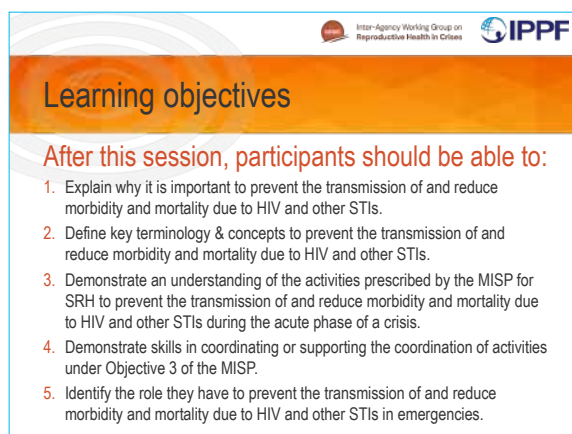 Inter-Agency Working Group on
Reproductive Health in Crises
IPPF
Learning objectives
After this session, participants should be able to:
1. Explain why it is important to prevent the transmission of and reduce
morbidity and mortality due to HIV and other STIs.
2. Define key terminology & concepts to prevent the transmission of and
reduce morbidity and mortality due to HIV and other STIs.
3. Demonstrate an understanding of the activities prescribed by the MISP for
SRH to prevent the transmission of and reduce morbidity and mortality due
to HIV and other STIs during the acute phase of a crisis.
4. Demonstrate skills in coordinating or supporting the coordination of activities
under Objective 3 of the MISP.
5. Identify the role they have to prevent the transmission of and reduce
morbidity and mortality due to HIV and other STIs in emergencies.